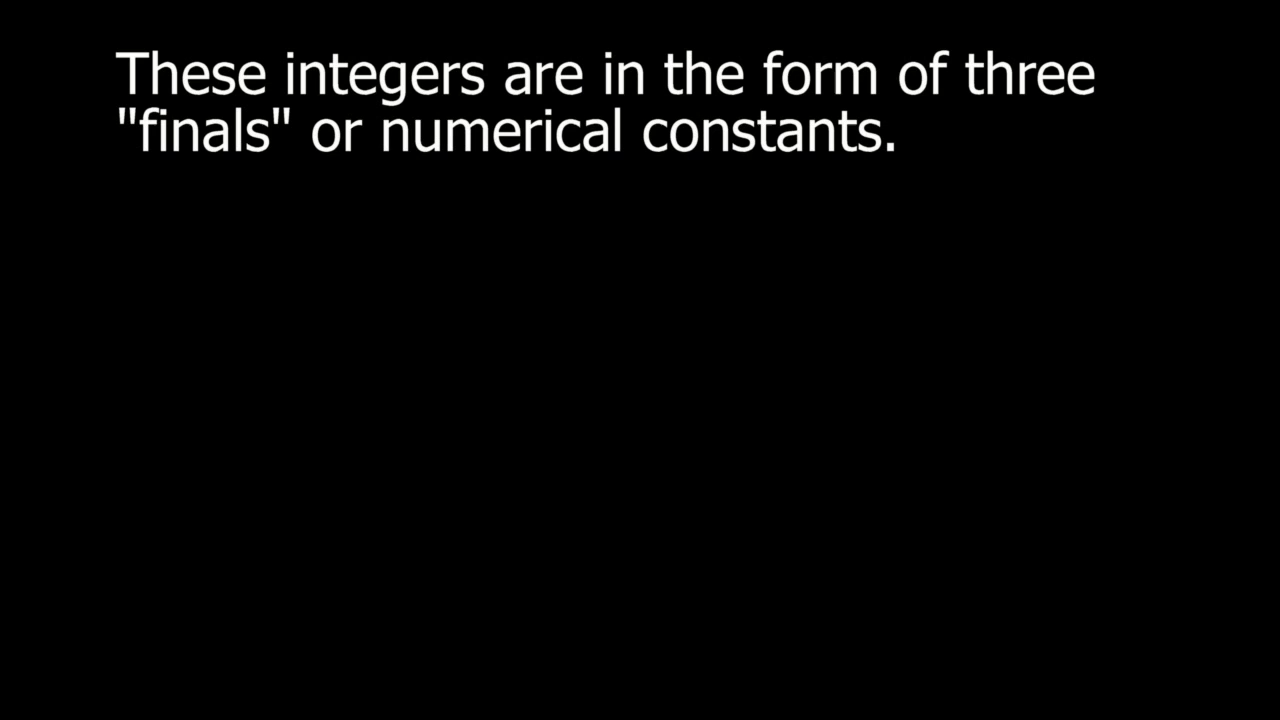 These integers are in the form of three
"finals" or numerical constants.